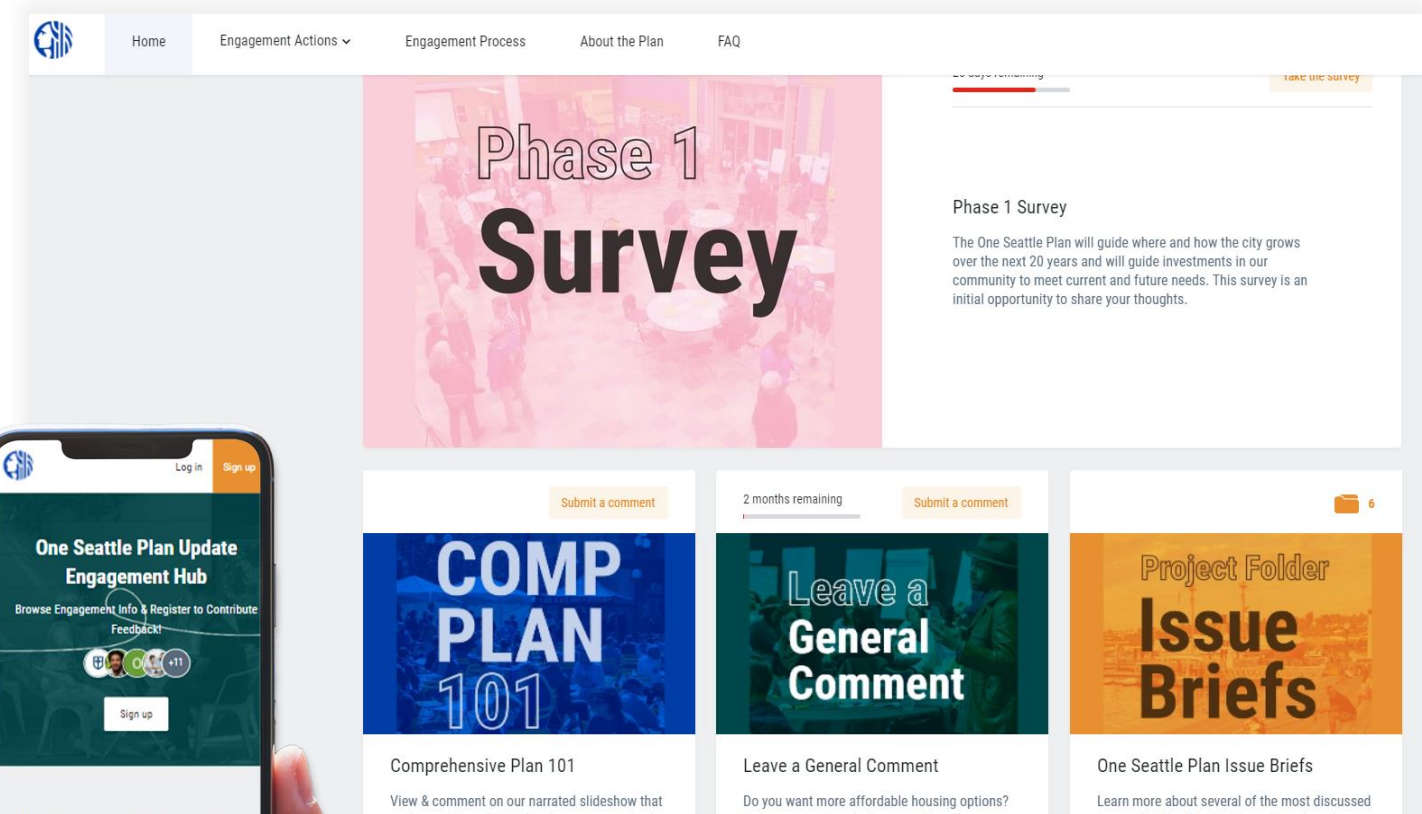 Home
Engagement Actions
Engagement Process
About the Plan
FAQ
days remaining
Take the survey
Phase 1
Survey
Phase 1 Survey
The One Seattle Plan will guide where and how the city grows
over the next 20 years and will guide investments in our
community to meet current and future needs. This survey is an
initial opportunity to share your thoughts.
Log in
Sign up
One Seattle Plan Update
Engagement Hub
Browse Engagement Info & Register to Contribute
Feedback!
O
+11
Sign up
Submit a comment
COMP
PLAN
101
Comprehensive Plan 101
View & comment on our narrated slideshow that
2 months remaining
Submit a comment
Leave a
General
Comment
Leave a General Comment
Do you want more affordable housing options?
6
Project Folder
Issue
Briefs
One Seattle Plan Issue Briefs
Learn more about several of the most discussed